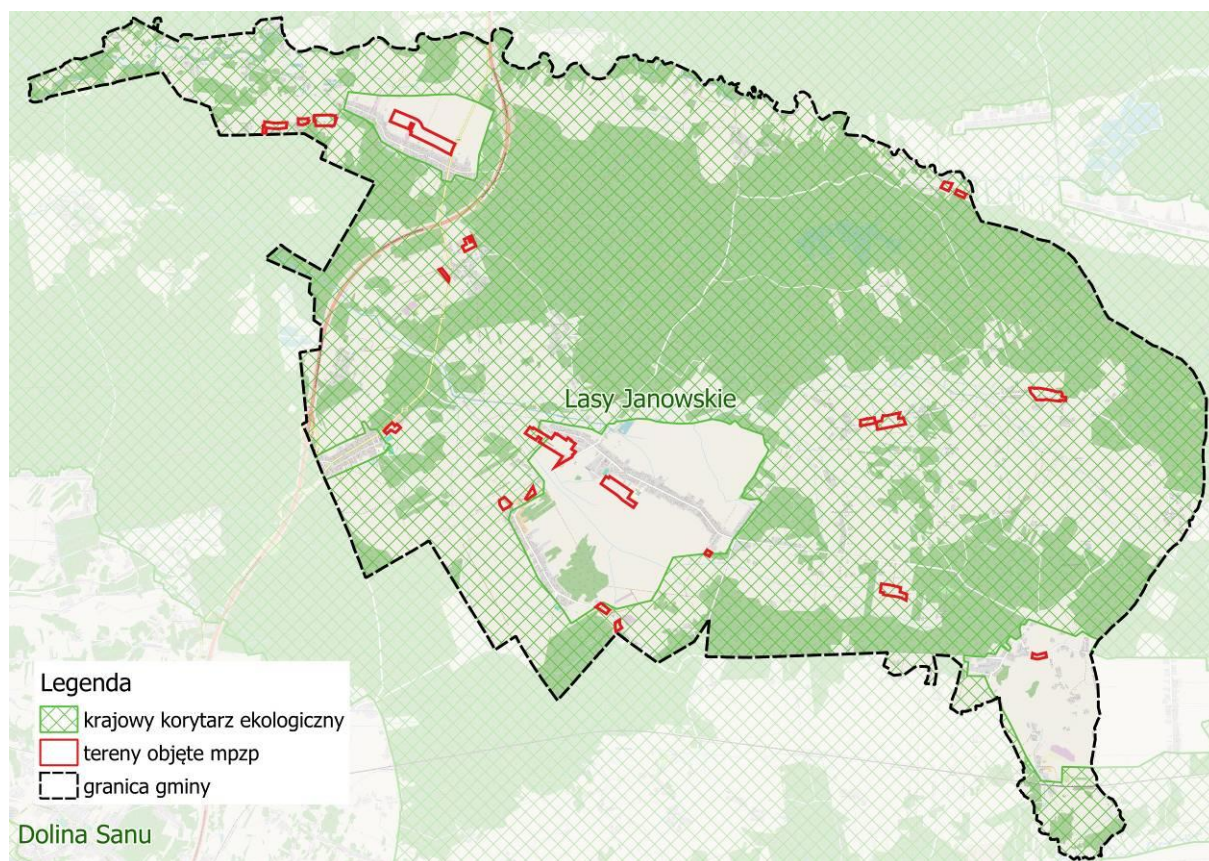 Lasy Janowskie
Legenda
krajowy korytarz ekologiczny
tereny objęte mpzp
granica gminy
Dolina Sanu